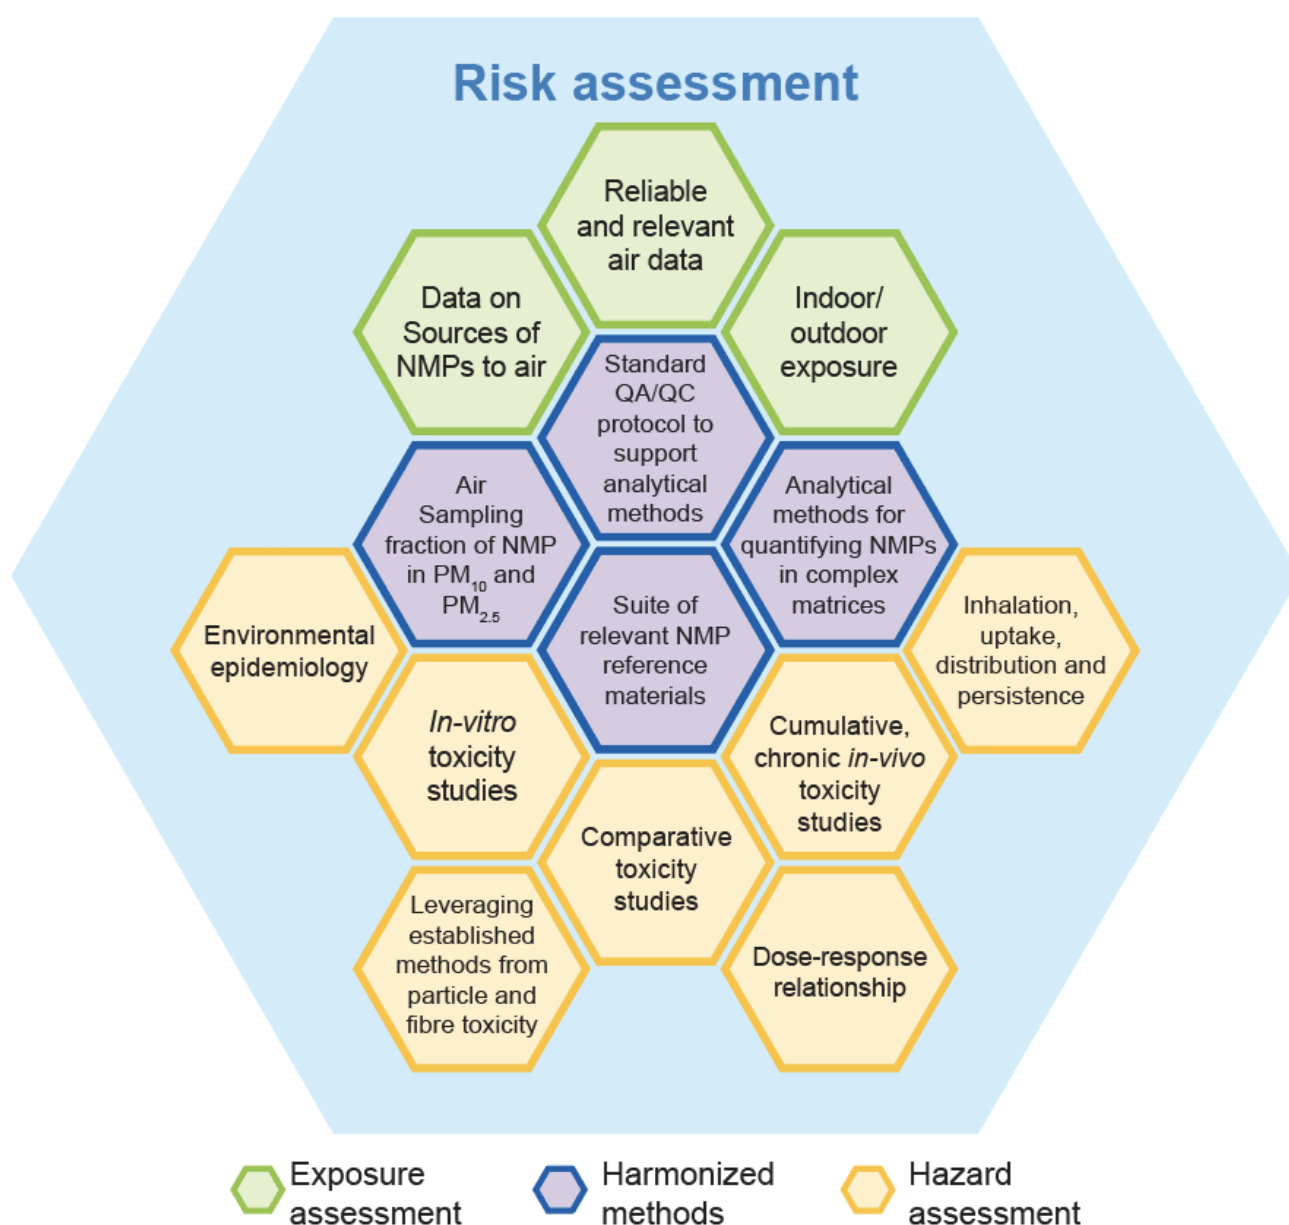 Risk assessment
Reliable
and relevant
air data
Data on
Sources of
NMPs to air
Indoor/
outdoor
exposure
Standard
QA/QC
protocol to
support
analytical
methods
Air
Sampling
fraction of NMP
in PM10 and
PM2.5
Analytical
methods for
quantifying NMPs
in complex
matrices
Suite of
relevant NMP
reference
materials
Environmental
epidemiology
Inhalation,
uptake,
distribution and
persistence
In-vitro
toxicity
studies
Cumulative,
chronic in-vivo
toxicity
studies
Comparative
toxicity
studies
Leveraging
established
methods from
particle and
fibre toxicity
Dose-response
relationship
Exposure
assessment
Harmonized
methods
Hazard
assessment